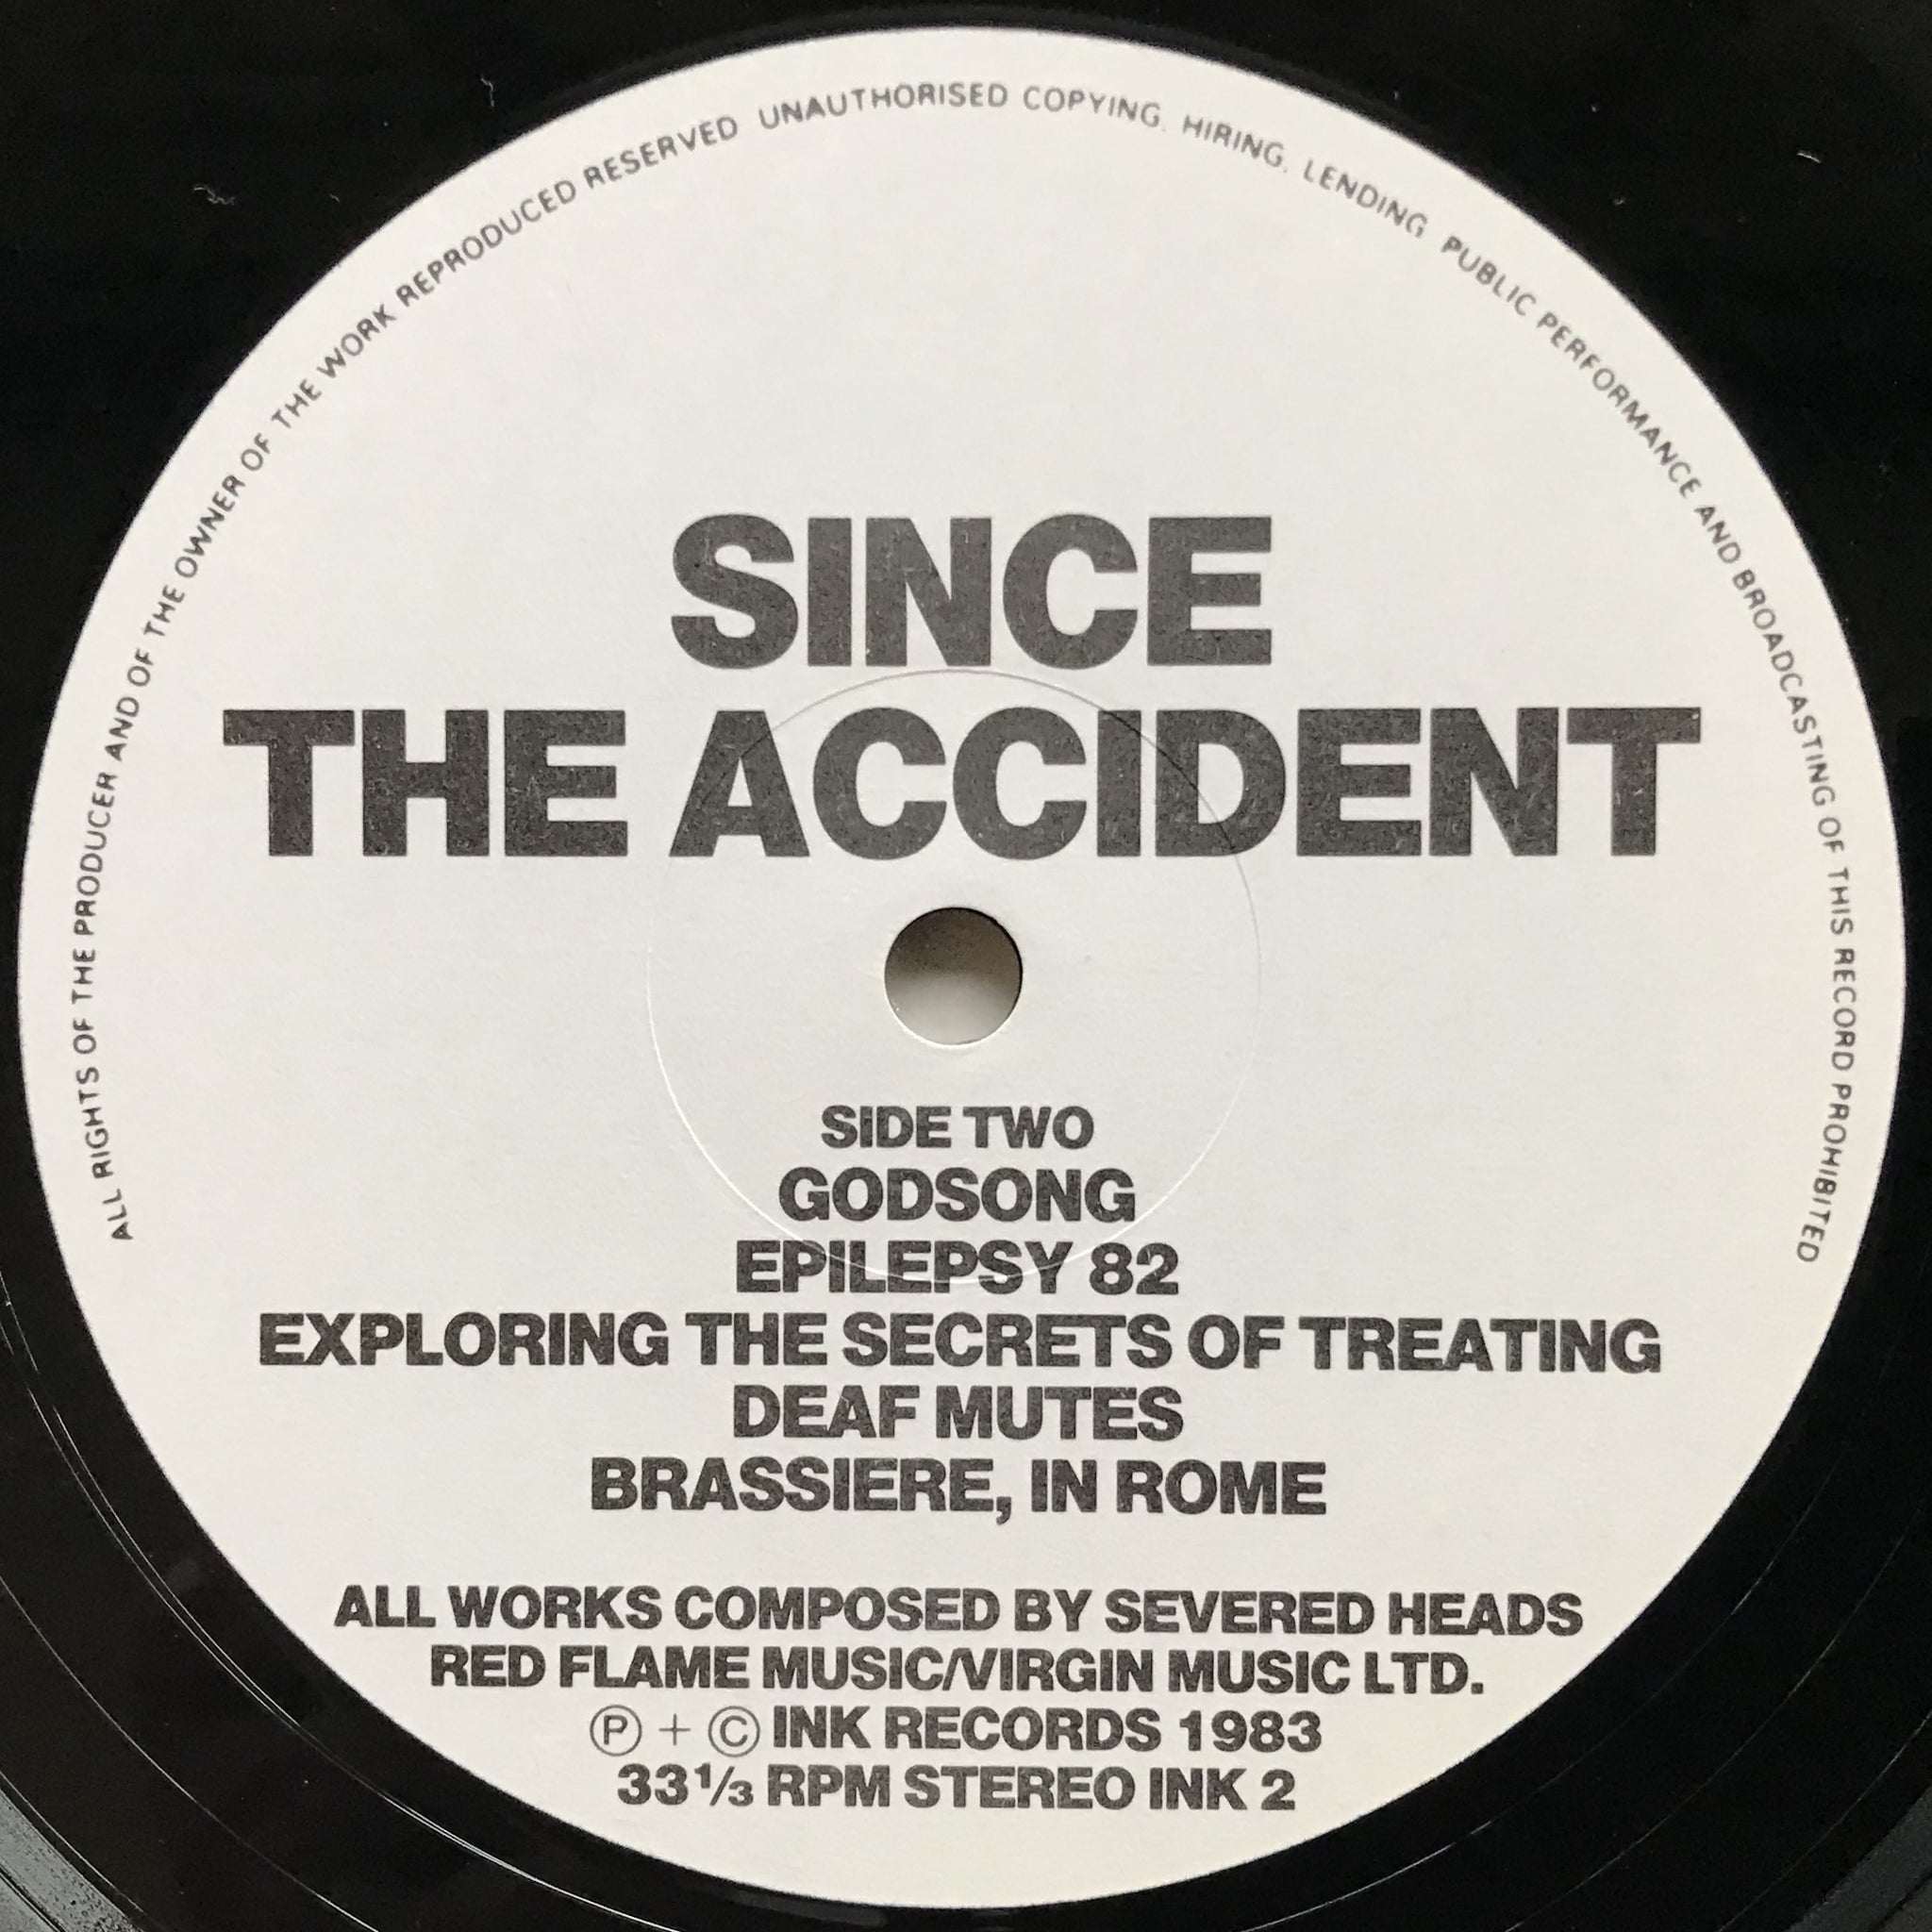 ALL RIGHTS OF THE PRODUCER AND OF THE OWNER OF THE WORK REPRODUCED RESERVED UNAUTHORISED COPYING. HIRING. LENDING PUBLIC PERFORMANCE AND BROADCASTING OF THIS RECORD PROHIBITED
SINCE
THE ACCIDENT
SIDE TWO
GODSONG
EPILEPSY 82
EXPLORING THE SECRETS OF TREATING
DEAF MUTES
BRASSIERE, IN ROME
ALL WORKS COMPOSED BY SEVERED HEADS
RED FLAME MUSIC/VIRGIN MUSIC LTD.
Ⓟ + © INK RECORDS 1983
33⅓ RPM STEREO INK 2